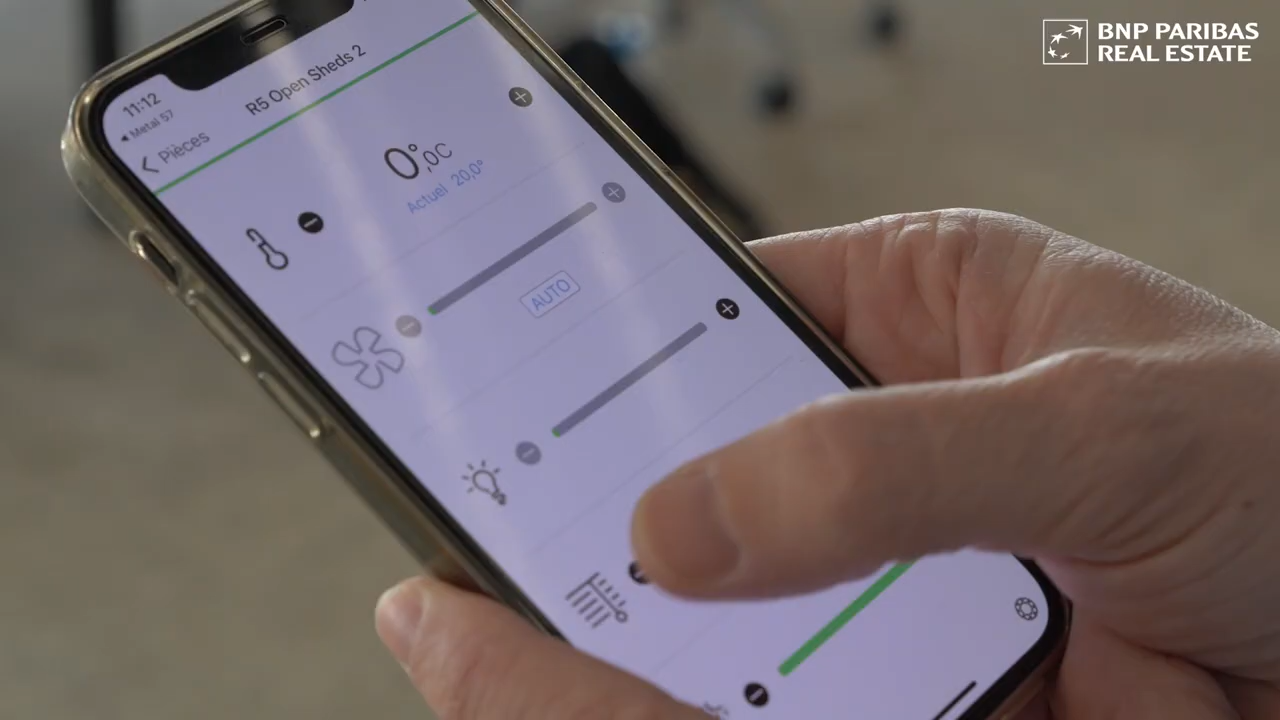 BNP PARIBAS
REAL ESTATE
11:12
◀ Metal 57
Pièces
R5 Open Sheds 2
0°,0C
Actuel 20,0°
AUTO